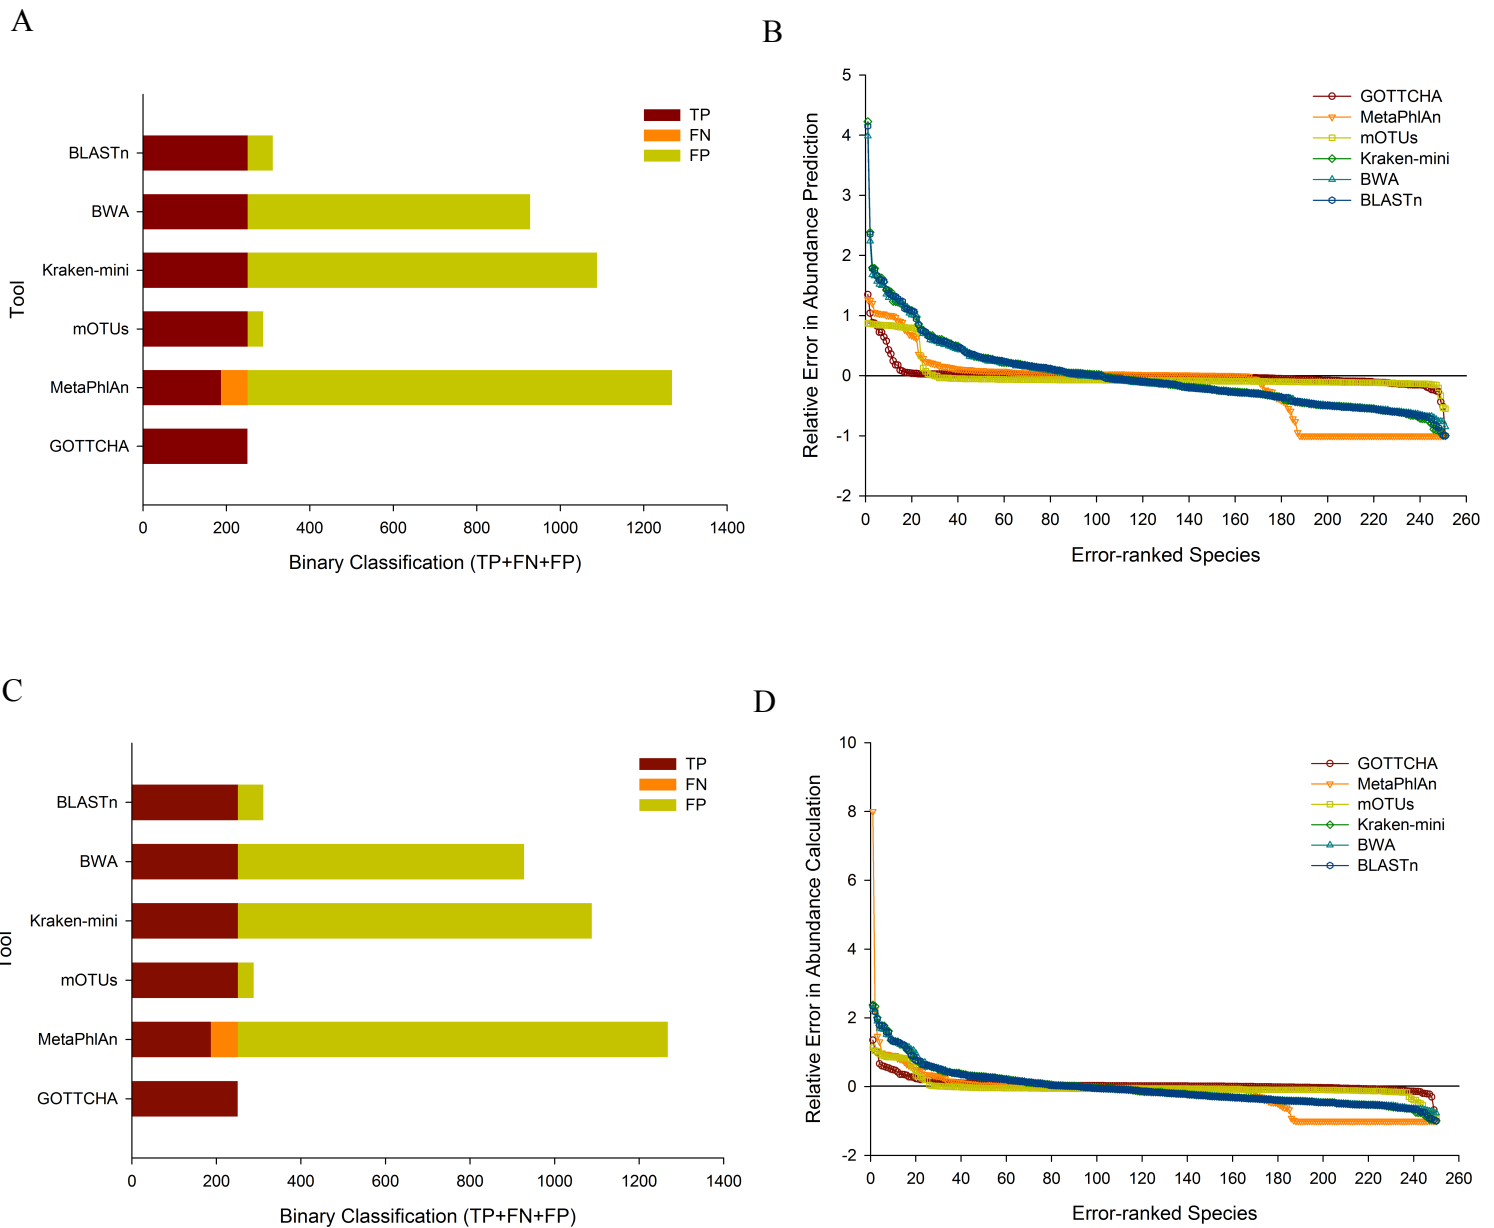 A
TP
FN
FP
BLASTn
BWA
Kraken-mini
mOTUs
MetaPhlAn
GOTTCHA
Tool
0 200 400 600 800 1000 1200 1400
Binary Classification (TP+FN+FP)
B
5
4
3
2
1
0
-1
-2
Relative Error in Abundance Prediction
GOTTCHA
MetaPhlAn
mOTUs
Kraken-mini
BWA
BLASTn
0 20 40 60 80 100 120 140 160 180 200 220 240 260
Error-ranked Species
C
TP
FN
FP
BLASTn
BWA
Kraken-mini
mOTUs
MetaPhlAn
GOTTCHA
Tool
0 200 400 600 800 1000 1200 1400
Binary Classification (TP+FN+FP)
D
10
8
6
4
2
0
-2
Relative Error in Abundance Calculation
GOTTCHA
MetaPhlAn
mOTUs
Kraken-mini
BWA
BLASTn
0 20 40 60 80 100 120 140 160 180 200 220 240 260
Error-ranked Species